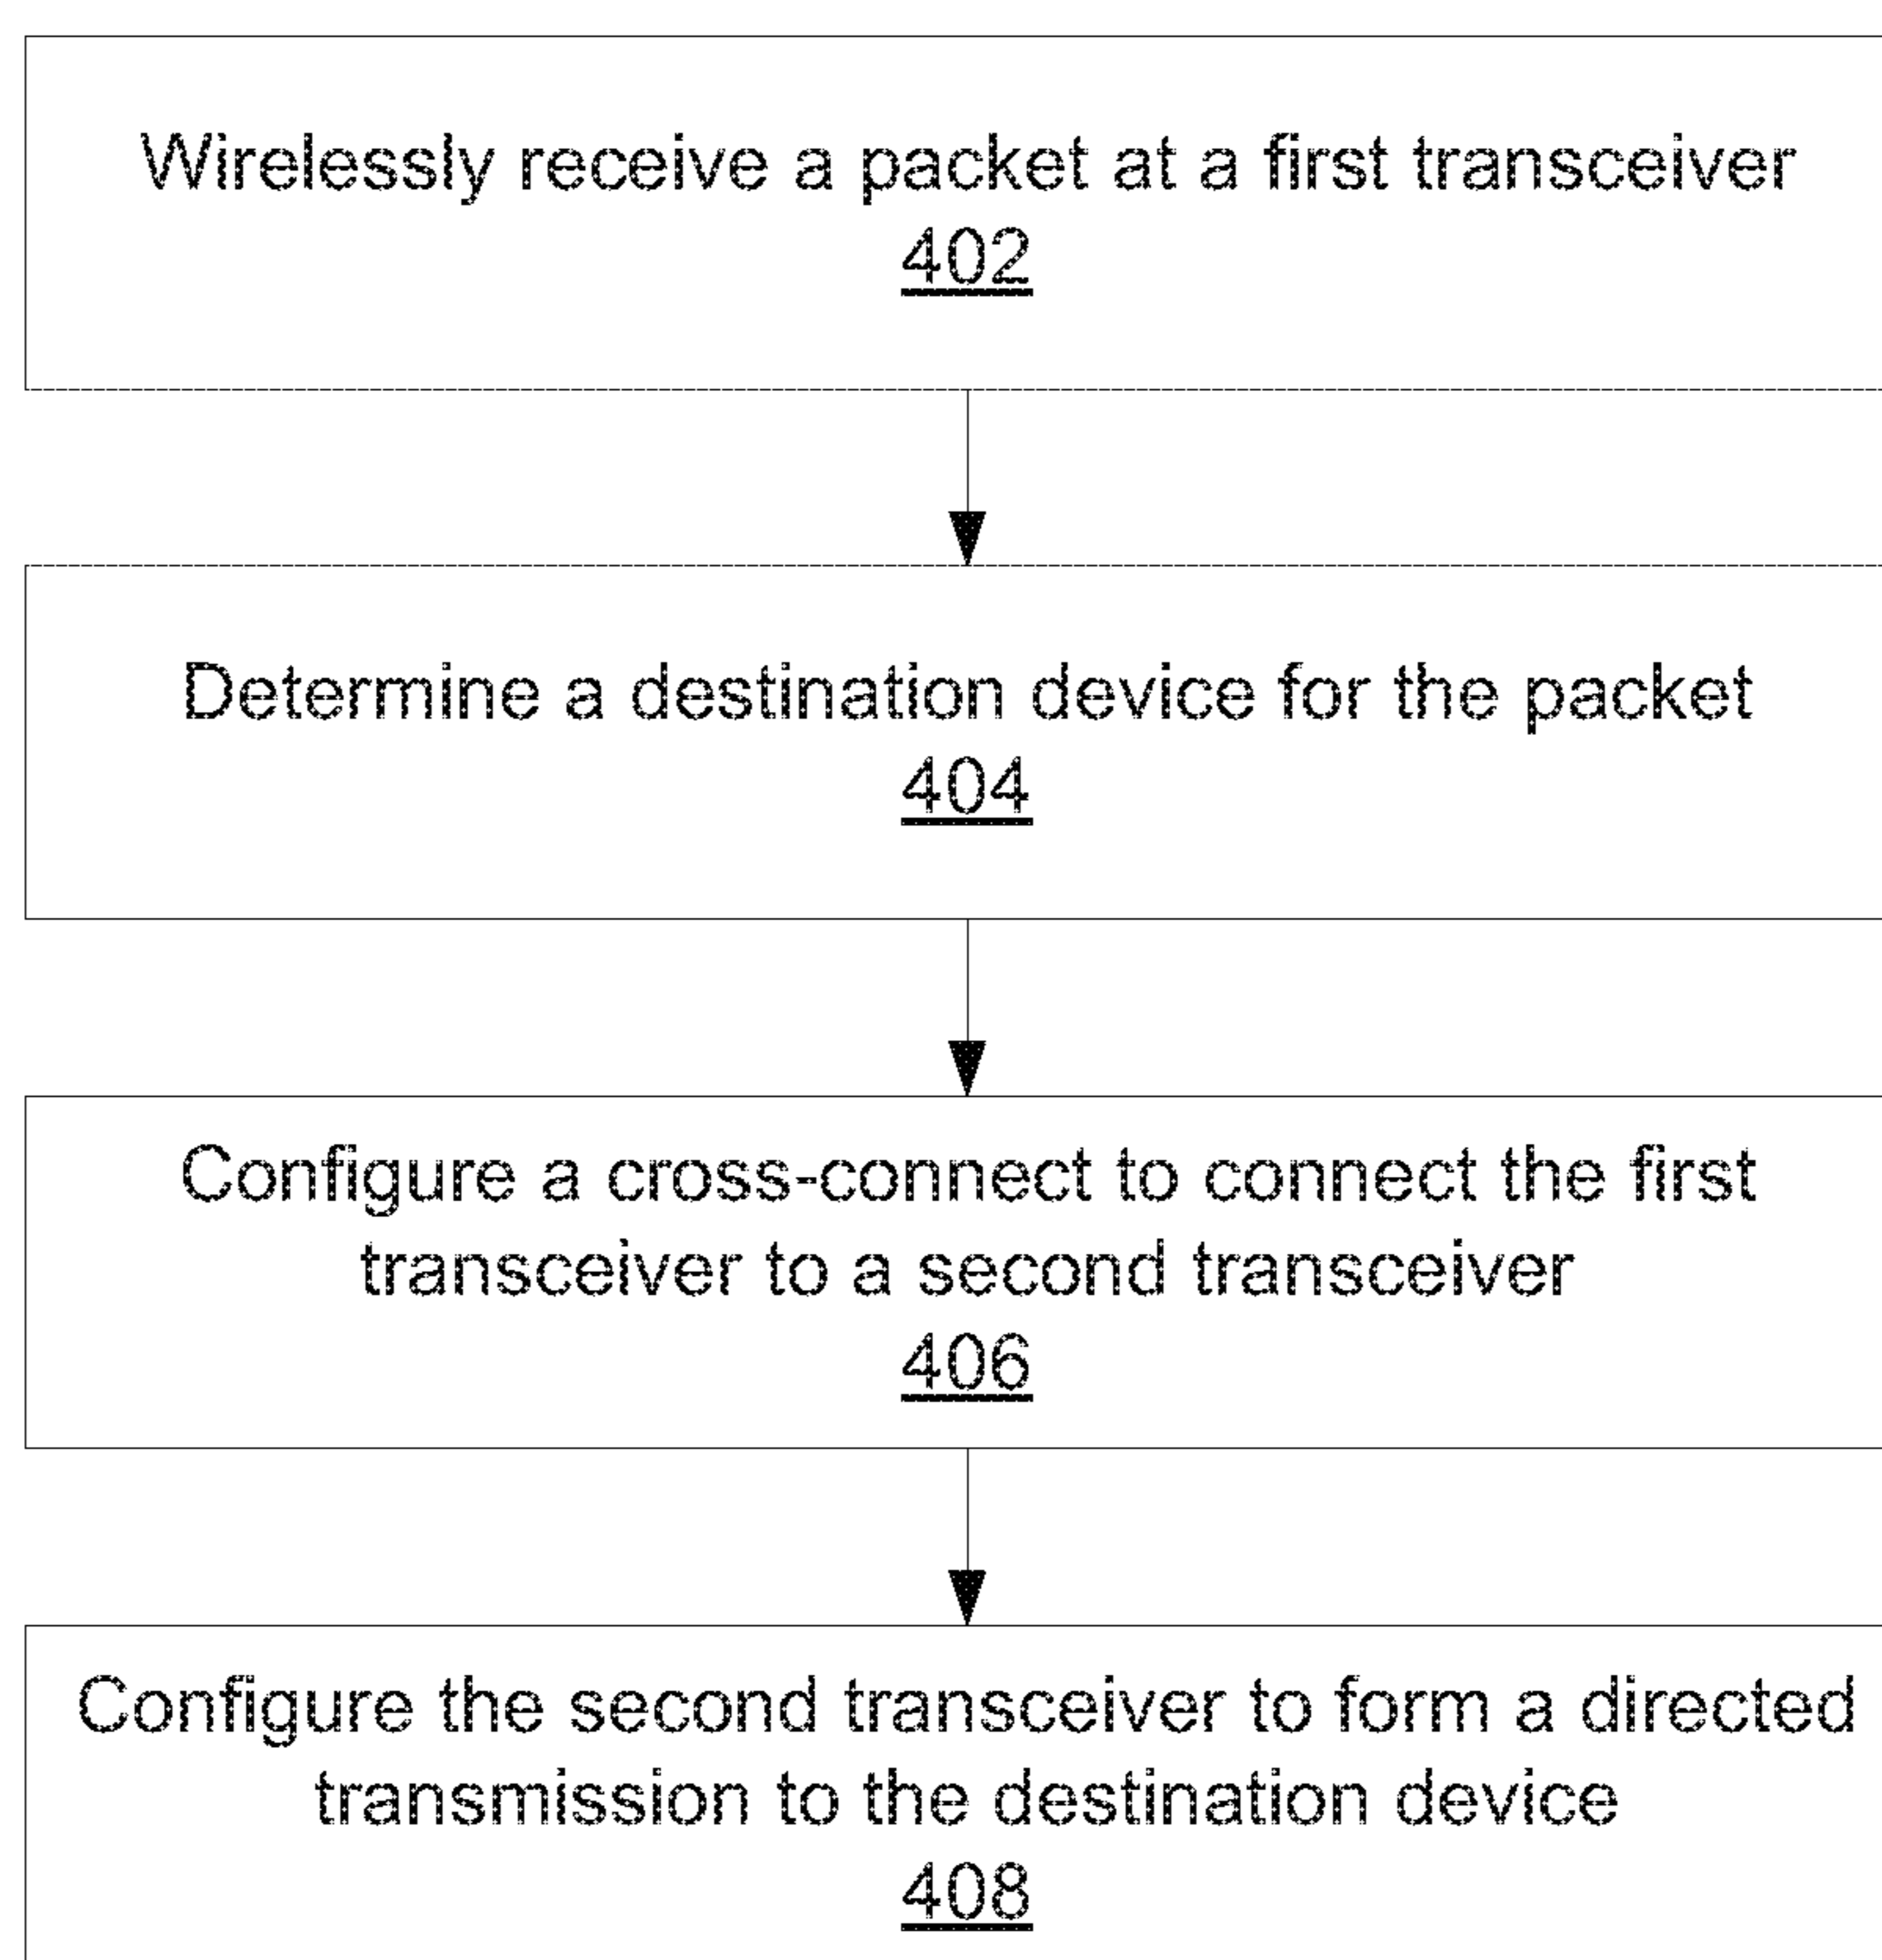 Wirelessly receive a packet at a first transceiver
402
Determine a destination device for the packet
404
Configure a cross-connect to connect the first
transceiver to a second transceiver
406
Configure the second transceiver to form a directed
transmission to the destination device
408